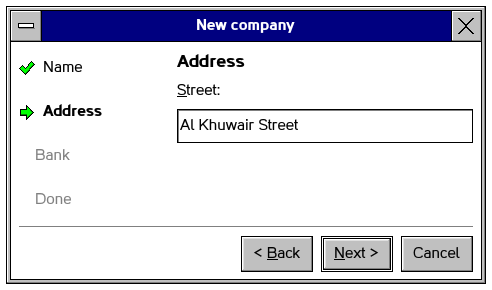 New company
Name
Address
Bank
Done
Address
Street:
Al Khuwair Street
< Back
Next >
Cancel